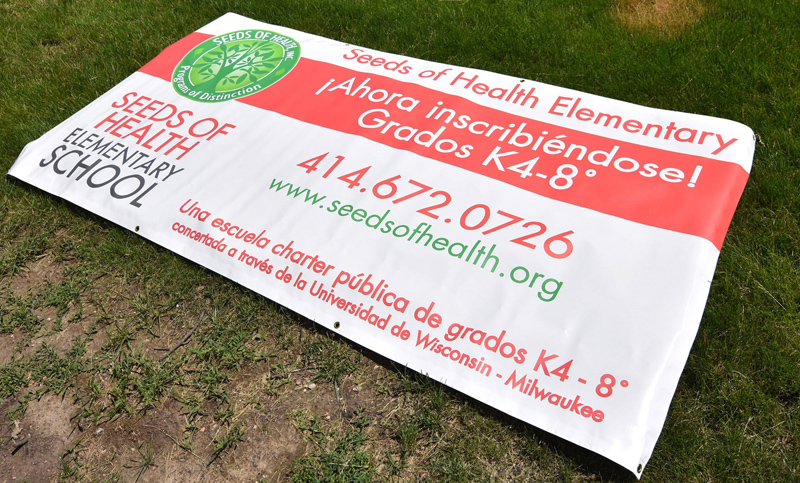 SEEDS OF HEALTH, INC.
Programs of Distinction
SEEDS OF
HEALTH
ELEMENTARY
SCHOOL
Seeds of Health Elementary
¡Ahora inscribiéndose!
Grados K4-8°
414.672.0726
www.seedsofhealth.org
Una escuela charter pública de grados K4 - 8°
concertada a través de la Universidad de Wisconsin - Milwaukee